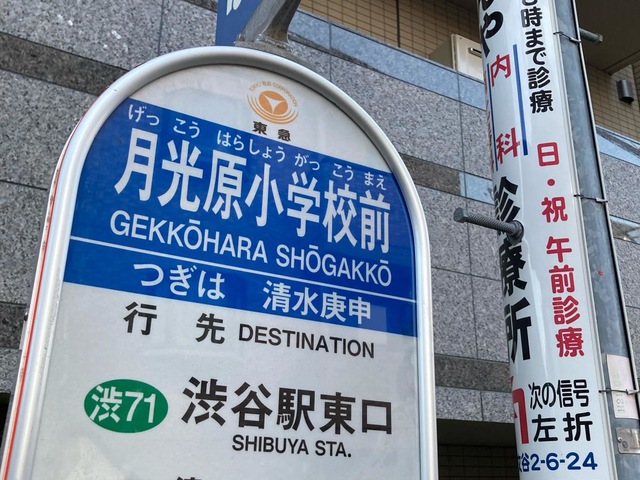 東急
げっ こう はらしょう がっ こう まえ
月光原小学校前
GEKKŌHARA SHŌGAKKŌ
つぎは 清水庚申
行先 DESTINATION
渋71 渋谷駅東口
SHIBUYA STA.
時まで診療
内科
診療所
日・祝 午前診療
次の信号
左折
谷2-6-24